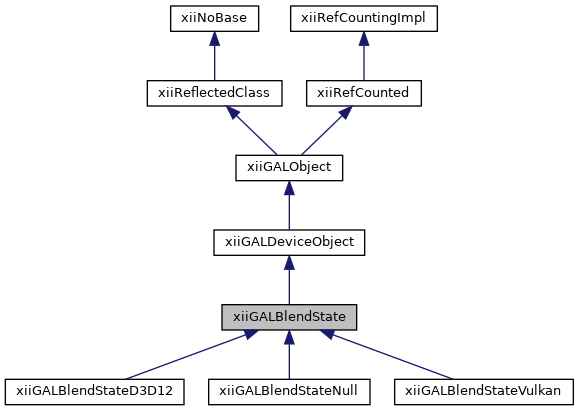 xiiNoBase
xiiRefCountingImpl
xiiReflectedClass
xiiRefCounted
xiiGALObject
xiiGALDeviceObject
xiiGALBlendState
xiiGALBlendStateD3D12
xiiGALBlendStateNull
xiiGALBlendStateVulkan